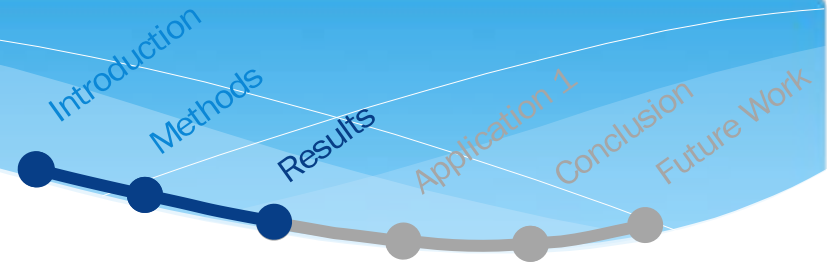 Introduction
Methods
Results
Application 1
Conclusion
Future Work